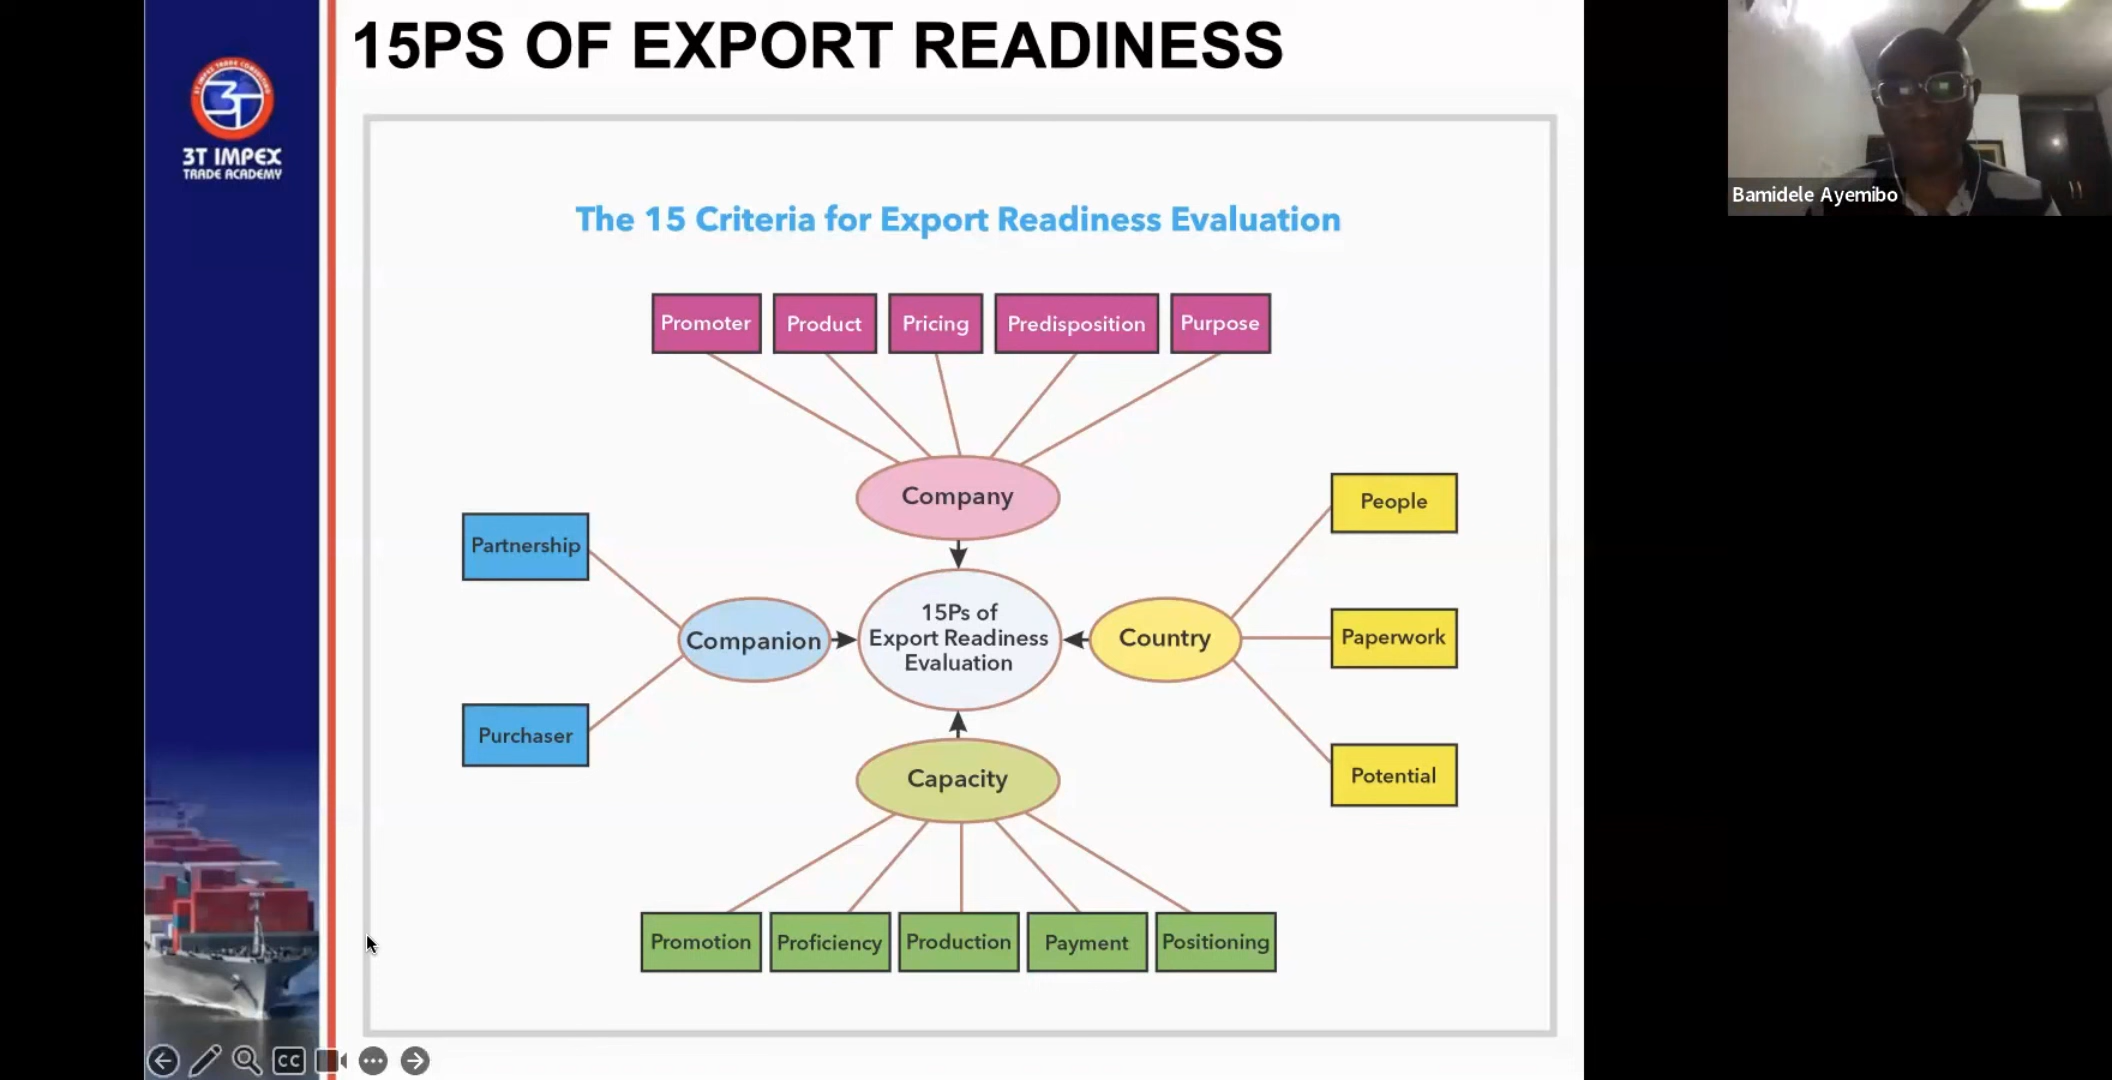 15PS OF EXPORT READINESS
3T IMPEX
TRADE ACADEMY
Bamidele Ayemibo
The 15 Criteria for Export Readiness Evaluation
Promoter
Product
Pricing
Predisposition
Purpose
Company
People
Partnership
15Ps of
Export Readiness
Evaluation
Companion
Country
Paperwork
Purchaser
Capacity
Potential
Promotion
Proficiency
Production
Payment
Positioning
CC